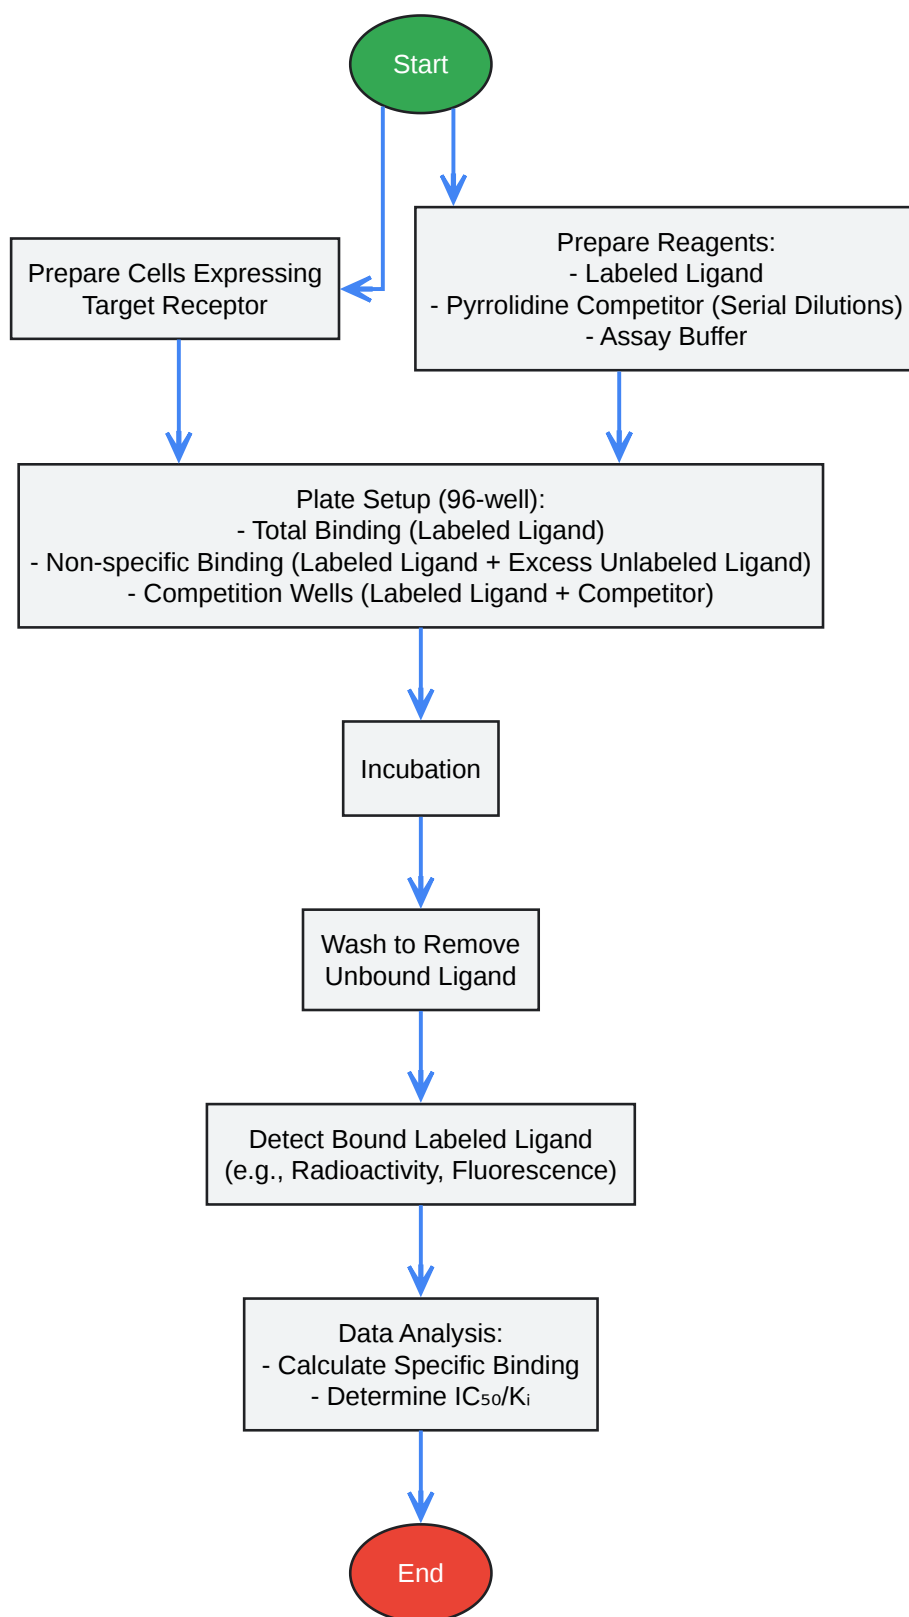 Start
Prepare Cells Expressing
Target Receptor
Prepare Reagents:
- Labeled Ligand
- Pyrrolidine Competitor (Serial Dilutions)
- Assay Buffer
Plate Setup (96-well):
- Total Binding (Labeled Ligand)
- Non-specific Binding (Labeled Ligand + Excess Unlabeled Ligand)
- Competition Wells (Labeled Ligand + Competitor)
Incubation
Wash to Remove
Unbound Ligand
Detect Bound Labeled Ligand
(e.g., Radioactivity, Fluorescence)
Data Analysis:
- Calculate Specific Binding
- Determine IC₅₀/Kᵢ
End